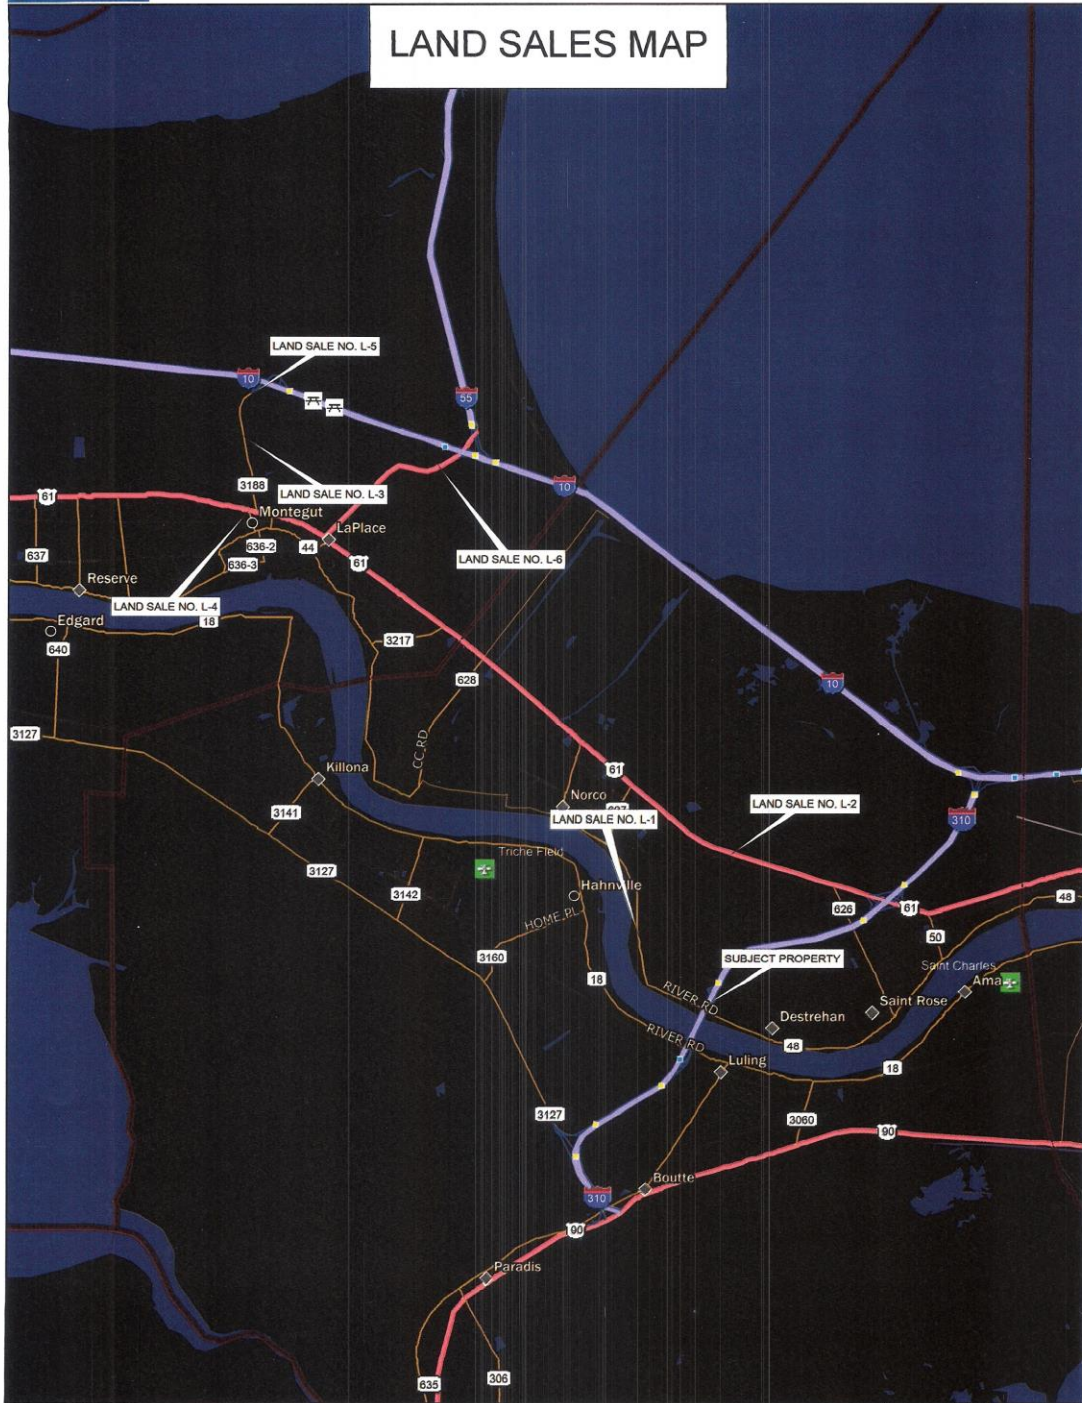 LAND SALES MAP
LAND SALE NO. L-5
10
55
10
3188
LAND SALE NO. L-3
61
Montegut
LaPlace
636-2
44
637
636-3
61
LAND SALE NO. L-6
Reserve
LAND SALE NO. L-4
18
Edgard
640
3217
628
10
3127
CC RD
Killona
61
Norco
LAND SALE NO. L-2
3141
LAND SALE NO. L-1
310
Triche Field
3127
3142
Hahnville
HOME PL
626
61
48
50
3160
SUBJECT PROPERTY
Saint Charles
18
Ama
RIVER RD
Saint Rose
Destrehan
RIVER RD
48
Luling
18
3127
3060
90
Boutte
310
90
Paradis
306
635